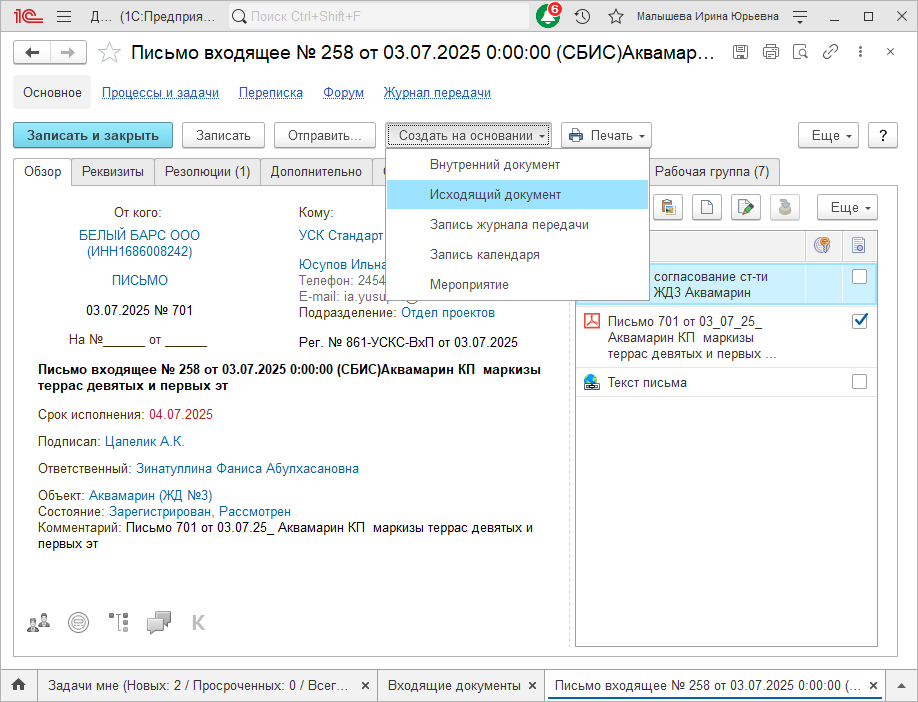 1С Д... (1С:Предприя... Поиск Ctrl+Shift+F 6 Малышева Ирина Юрьевна
Письмо входящее № 258 от 03.07.2025 0:00:00 (СБИС)Аквамар...
Основное Процессы и задачи Переписка Форум Журнал передачи
Записать и закрыть Записать Отправить... Создать на основании Печать Еще ?
Обзор Реквизиты Резолюции (1) Дополнительно Рабочая группа (7)
Внутренний документ
Исходящий документ
Запись журнала передачи
Запись календаря
Мероприятие
Еще
От кого:
БЕЛЫЙ БАРС ООО
(ИНН1686008242)
ПИСЬМО
03.07.2025 № 701
На №______ от ______
Кому:
УСК Стандарт
Юсупов Ильна
Телефон: 2454
E-mail: ia.yusu
Подразделение: Отдел проектов
Рег. № 861-УСКС-ВхП от 03.07.2025
Письмо входящее № 258 от 03.07.2025 0:00:00 (СБИС)Аквамарин КП маркизы
террас девятых и первых эт
Срок исполнения: 04.07.2025
Подписал: Цапелик А.К.
Ответственный: Зинатуллина Фаниса Абулхасановна
Объект: Аквамарин (ЖД №3)
Состояние: Зарегистрирован, Рассмотрен
Комментарий: Письмо 701 от 03.07.25_ Аквамарин КП маркизы террас девятых и
первых эт
К
согласование ст-ти
ЖД3 Аквамарин
Письмо 701 от 03_07_25_
Аквамарин КП маркизы
террас девятых и первых ...
Текст письма
Задачи мне (Новых: 2 / Просроченных: 0 / Всег... Входящие документы Письмо входящее № 258 от 03.07.2025 0:00:00 (...